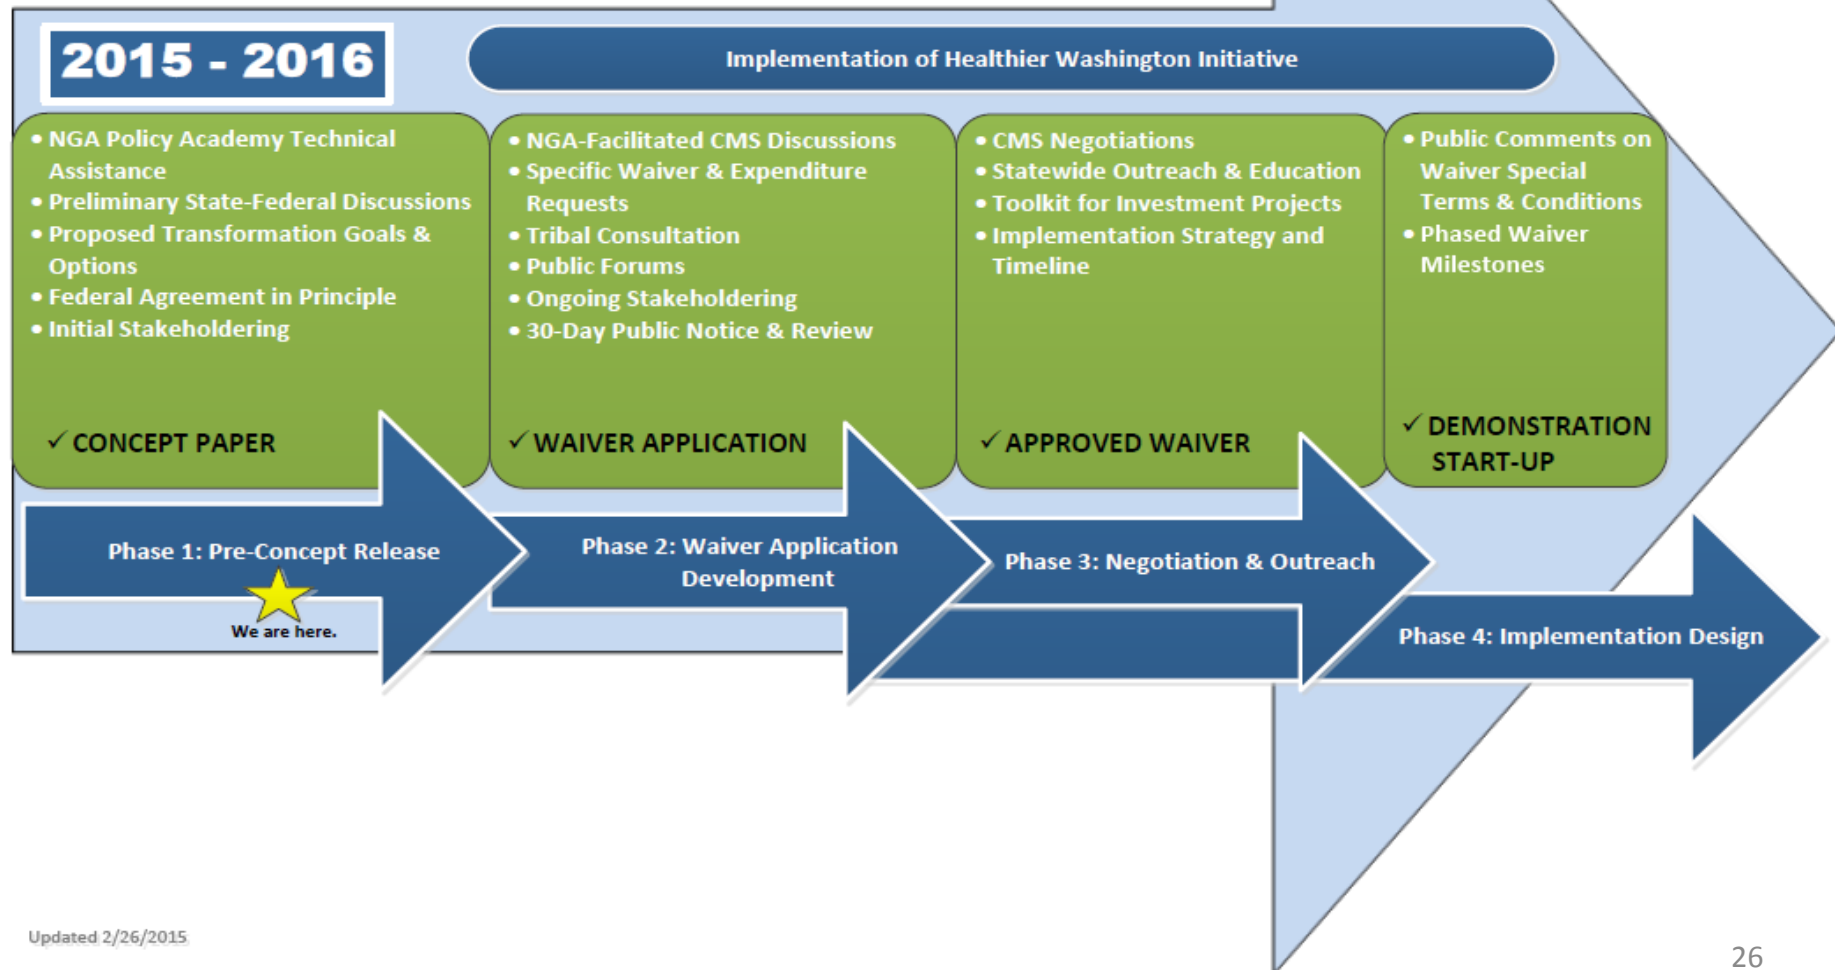 2015 - 2016
Implementation of Healthier Washington Initiative
• NGA Policy Academy Technical
Assistance
• Preliminary State-Federal Discussions
• Proposed Transformation Goals &
Options
• Federal Agreement in Principle
• Initial Stakeholdering
✓ CONCEPT PAPER
• NGA-Facilitated CMS Discussions
• Specific Waiver & Expenditure
Requests
• Tribal Consultation
• Public Forums
• Ongoing Stakeholdering
• 30-Day Public Notice & Review
✓ WAIVER APPLICATION
• CMS Negotiations
• Statewide Outreach & Education
• Toolkit for Investment Projects
• Implementation Strategy and
Timeline
✓ APPROVED WAIVER
• Public Comments on
Waiver Special
Terms & Conditions
• Phased Waiver
Milestones
✓ DEMONSTRATION
START-UP
Phase 1: Pre-Concept Release
We are here.
Phase 2: Waiver Application
Development
Phase 3: Negotiation & Outreach
Phase 4: Implementation Design
Updated 2/26/2015
26